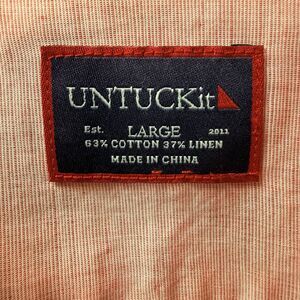 UNTUCKit
Est. LARGE 2011
63% COTTON 37% LINEN
MADE IN CHINA